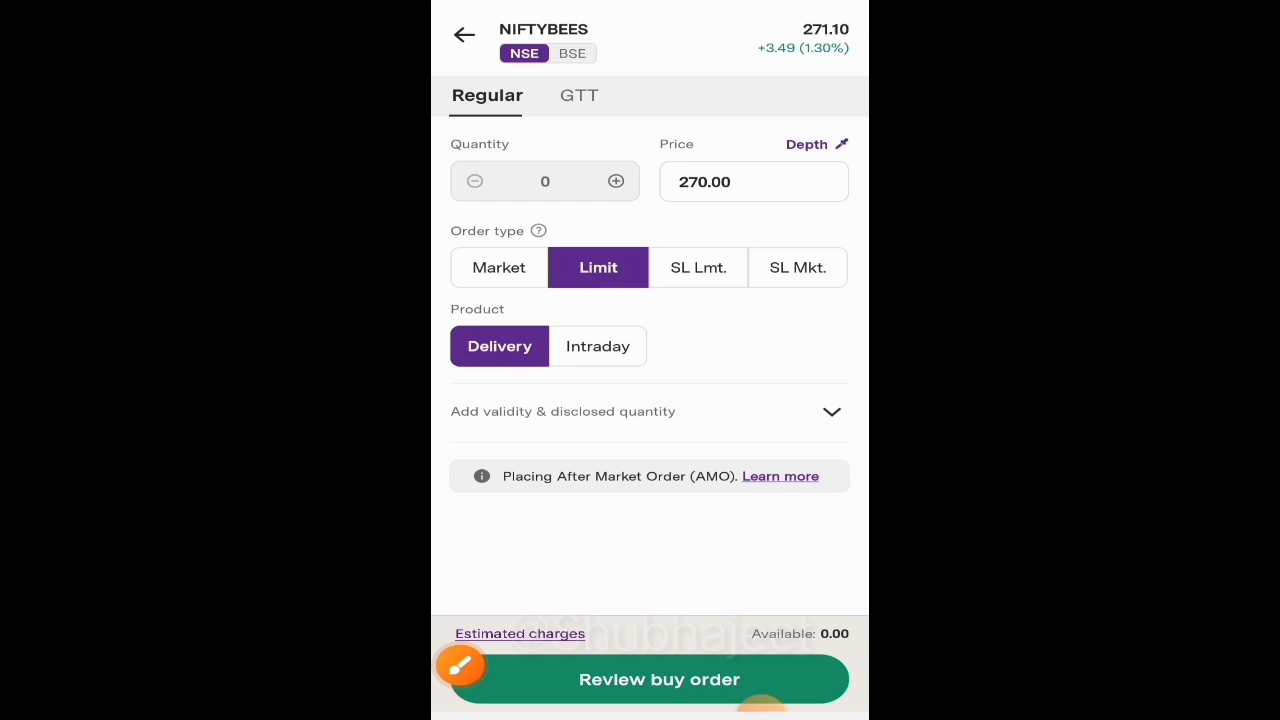 NIFTYBEES 271.10
NSE BSE +3.49 (1.30%)
Regular GTT
Quantity Price Depth
0 270.00
Order type ?
Market Limit SL Lmt. SL Mkt.
Product
Delivery Intraday
Add validity & disclosed quantity
Placing After Market Order (AMO). Learn more
Estimated charges Available: 0.00
Review buy order